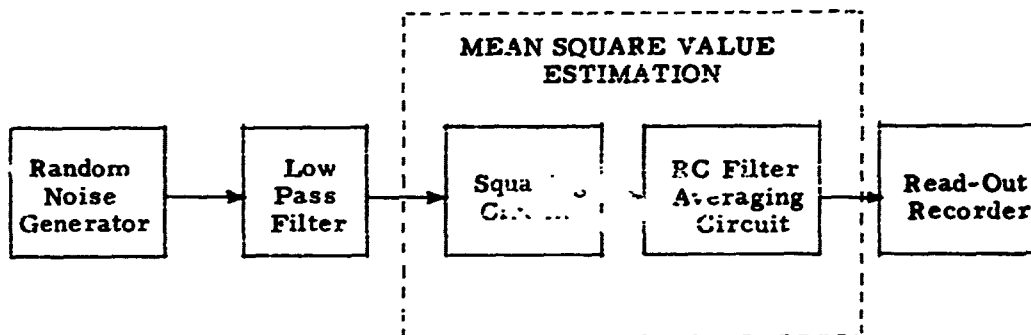 MEAN SQUARE VALUE
ESTIMATION
Random
Noise
Generator
Low
Pass
Filter
RC Filter
Averaging
Circuit
Read-Out
Recorder